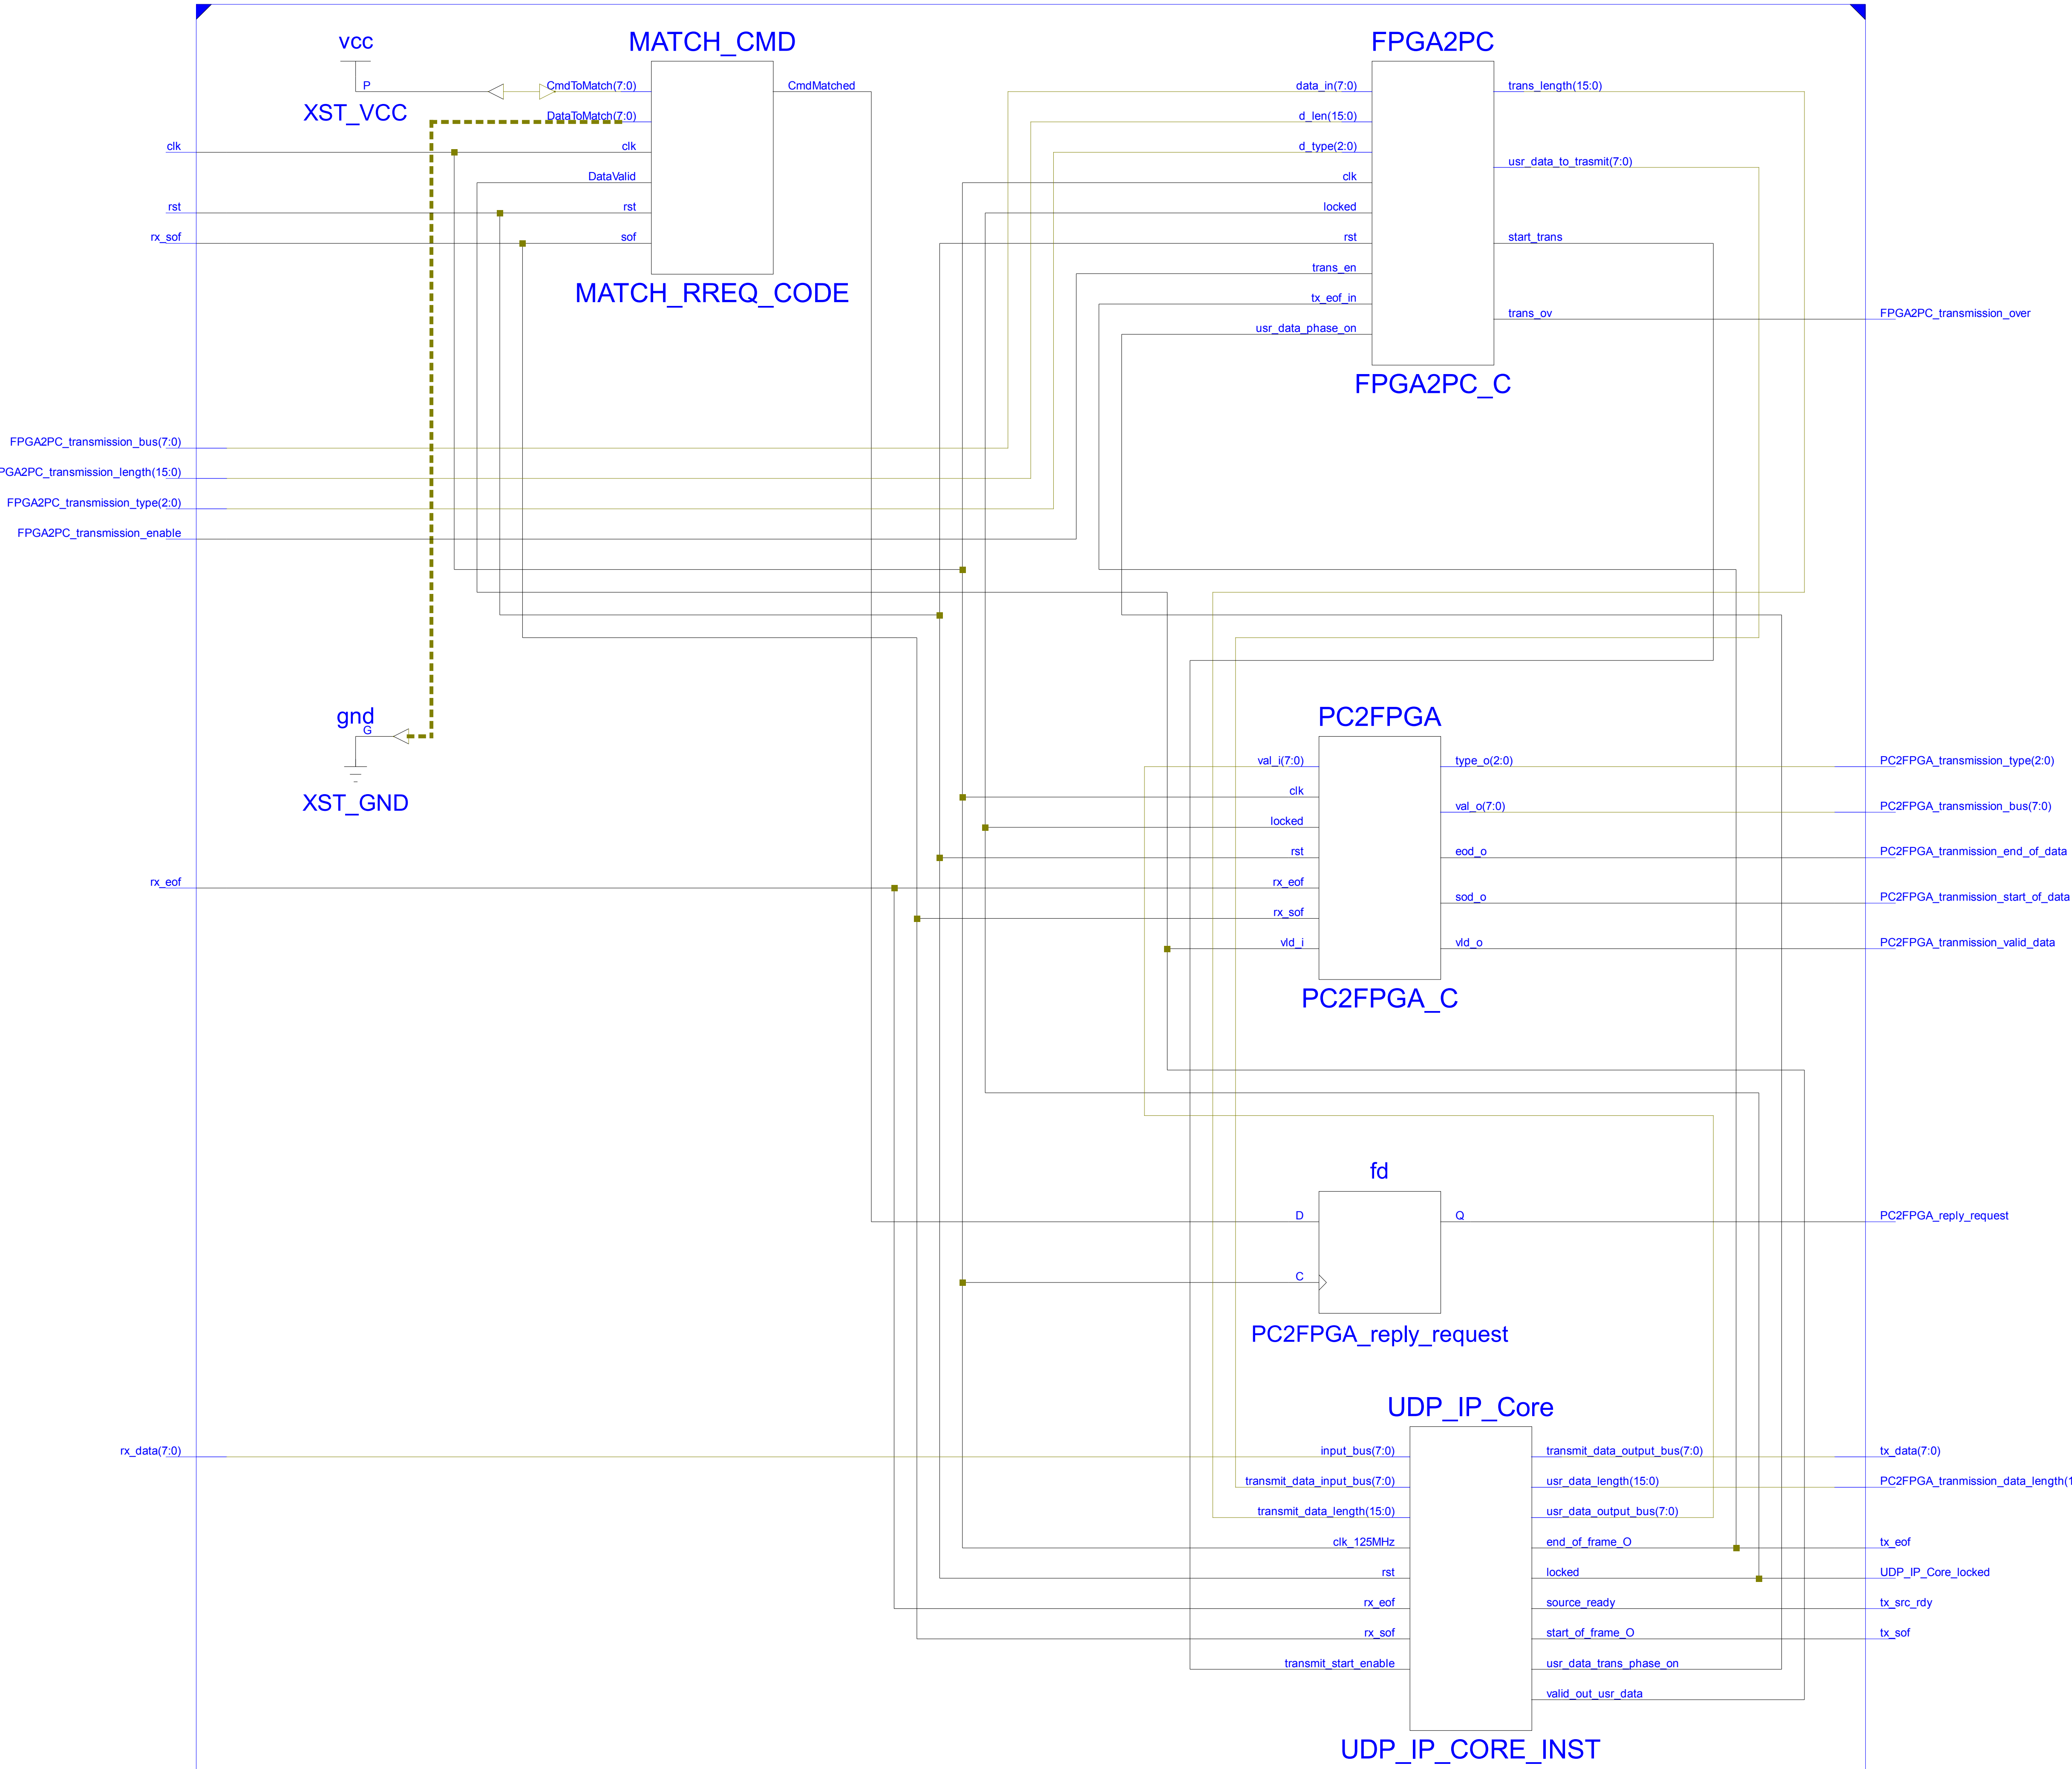 vcc
P
XST_VCC
MATCH_CMD
CmdToMatch(7:0)
DataToMatch(7:0)
clk
DataValid
rst
sof
CmdMatched
MATCH_RREQ_CODE
clk
rst
rx_sof
FPGA2PC
data_in(7:0)
d_len(15:0)
d_type(2:0)
clk
locked
rst
trans_en
tx_eof_in
usr_data_phase_on
trans_length(15:0)
usr_data_to_trasmit(7:0)
start_trans
trans_ov
FPGA2PC_C
FPGA2PC_transmission_over
FPGA2PC_transmission_bus(7:0)
PGA2PC_transmission_length(15:0)
FPGA2PC_transmission_type(2:0)
FPGA2PC_transmission_enable
gnd
G
XST_GND
PC2FPGA
val_i(7:0)
clk
locked
rst
rx_eof
rx_sof
vld_i
type_o(2:0)
val_o(7:0)
eod_o
sod_o
vld_o
PC2FPGA_C
PC2FPGA_transmission_type(2:0)
PC2FPGA_transmission_bus(7:0)
PC2FPGA_tranmission_end_of_data
PC2FPGA_tranmission_start_of_data
PC2FPGA_tranmission_valid_data
rx_eof
fd
D
C
Q
PC2FPGA_reply_request
PC2FPGA_reply_request
rx_data(7:0)
UDP_IP_Core
input_bus(7:0)
transmit_data_input_bus(7:0)
transmit_data_length(15:0)
clk_125MHz
rst
rx_eof
rx_sof
transmit_start_enable
transmit_data_output_bus(7:0)
usr_data_length(15:0)
usr_data_output_bus(7:0)
end_of_frame_O
locked
source_ready
start_of_frame_O
usr_data_trans_phase_on
valid_out_usr_data
UDP_IP_CORE_INST
tx_data(7:0)
PC2FPGA_tranmission_data_length(1
tx_eof
UDP_IP_Core_locked
tx_src_rdy
tx_sof